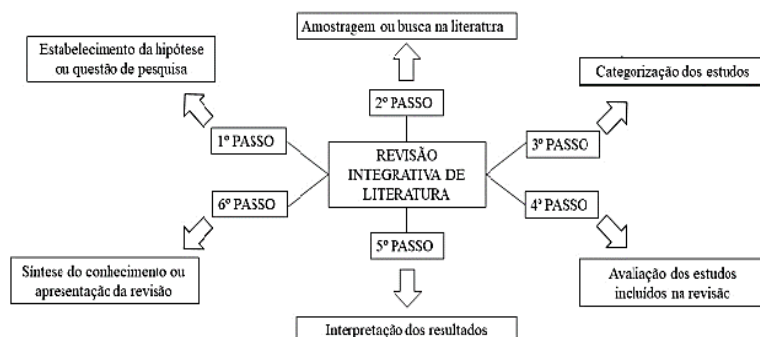 Amostragem ou busca na literatura
Estabelecimento da hipótese
ou questão de pesquisa
Categorização dos estudos
2º PASSO
1º PASSO
3º PASSO
REVISÃO
INTEGRATIVA DE
LITERATURA
6º PASSO
4º PASSO
5º PASSO
Síntese do conhecimento ou
apresentação da revisão
Avaliação dos estudos
incluídos na revisão
Interpretação dos resultados